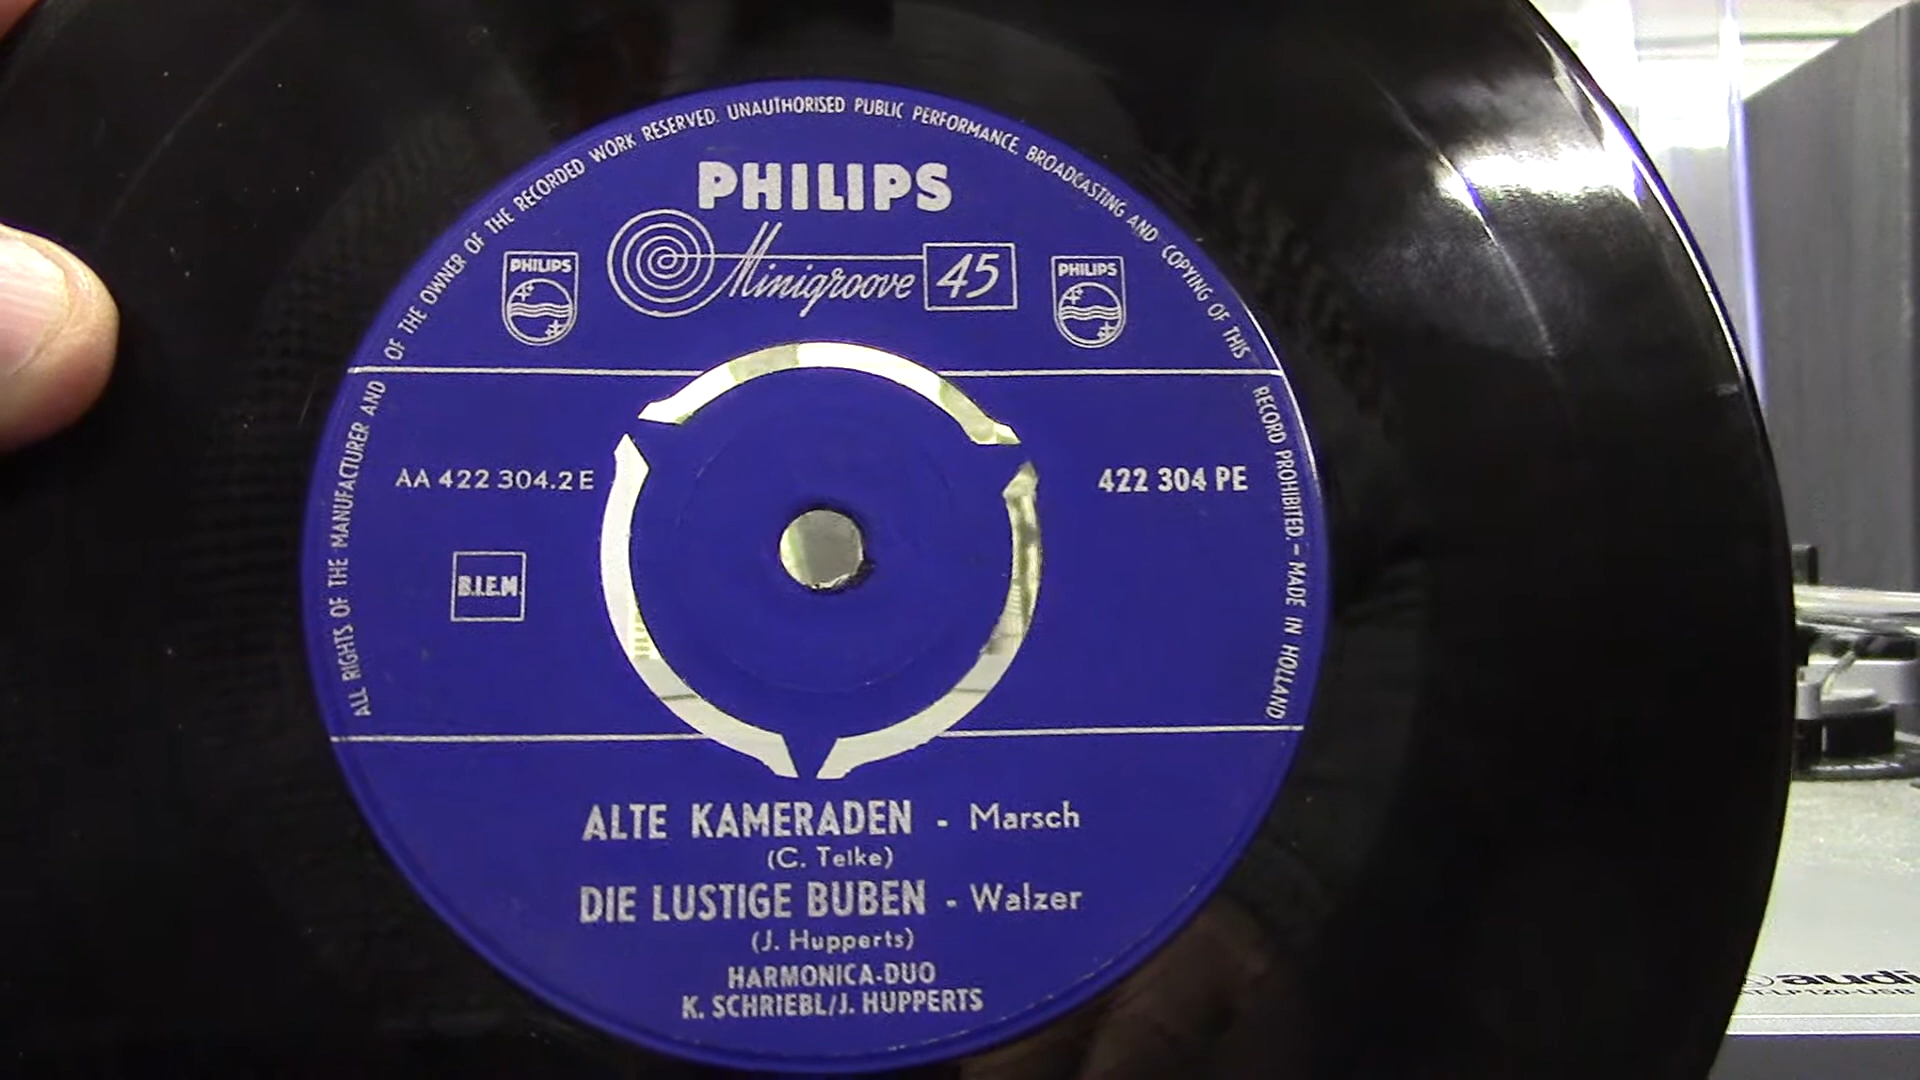 ALL RIGHTS OF THE MANUFACTURER AND OF THE OWNER OF THE RECORDED WORK RESERVED. UNAUTHORISED PUBLIC PERFORMANCE, BROADCASTING AND COPYING OF THIS RECORD PROHIBITED. – MADE IN HOLLAND
PHILIPS
PHILIPS
Minigroove 45
PHILIPS
AA 422 304.2 E
422 304 PE
B.I.E.M.
ALTE KAMERADEN - Marsch
(C. Teike)
DIE LUSTIGE BUBEN - Walzer
(J. Hupperts)
HARMONICA-DUO
K. SCHRIEBL/J. HUPPERTS